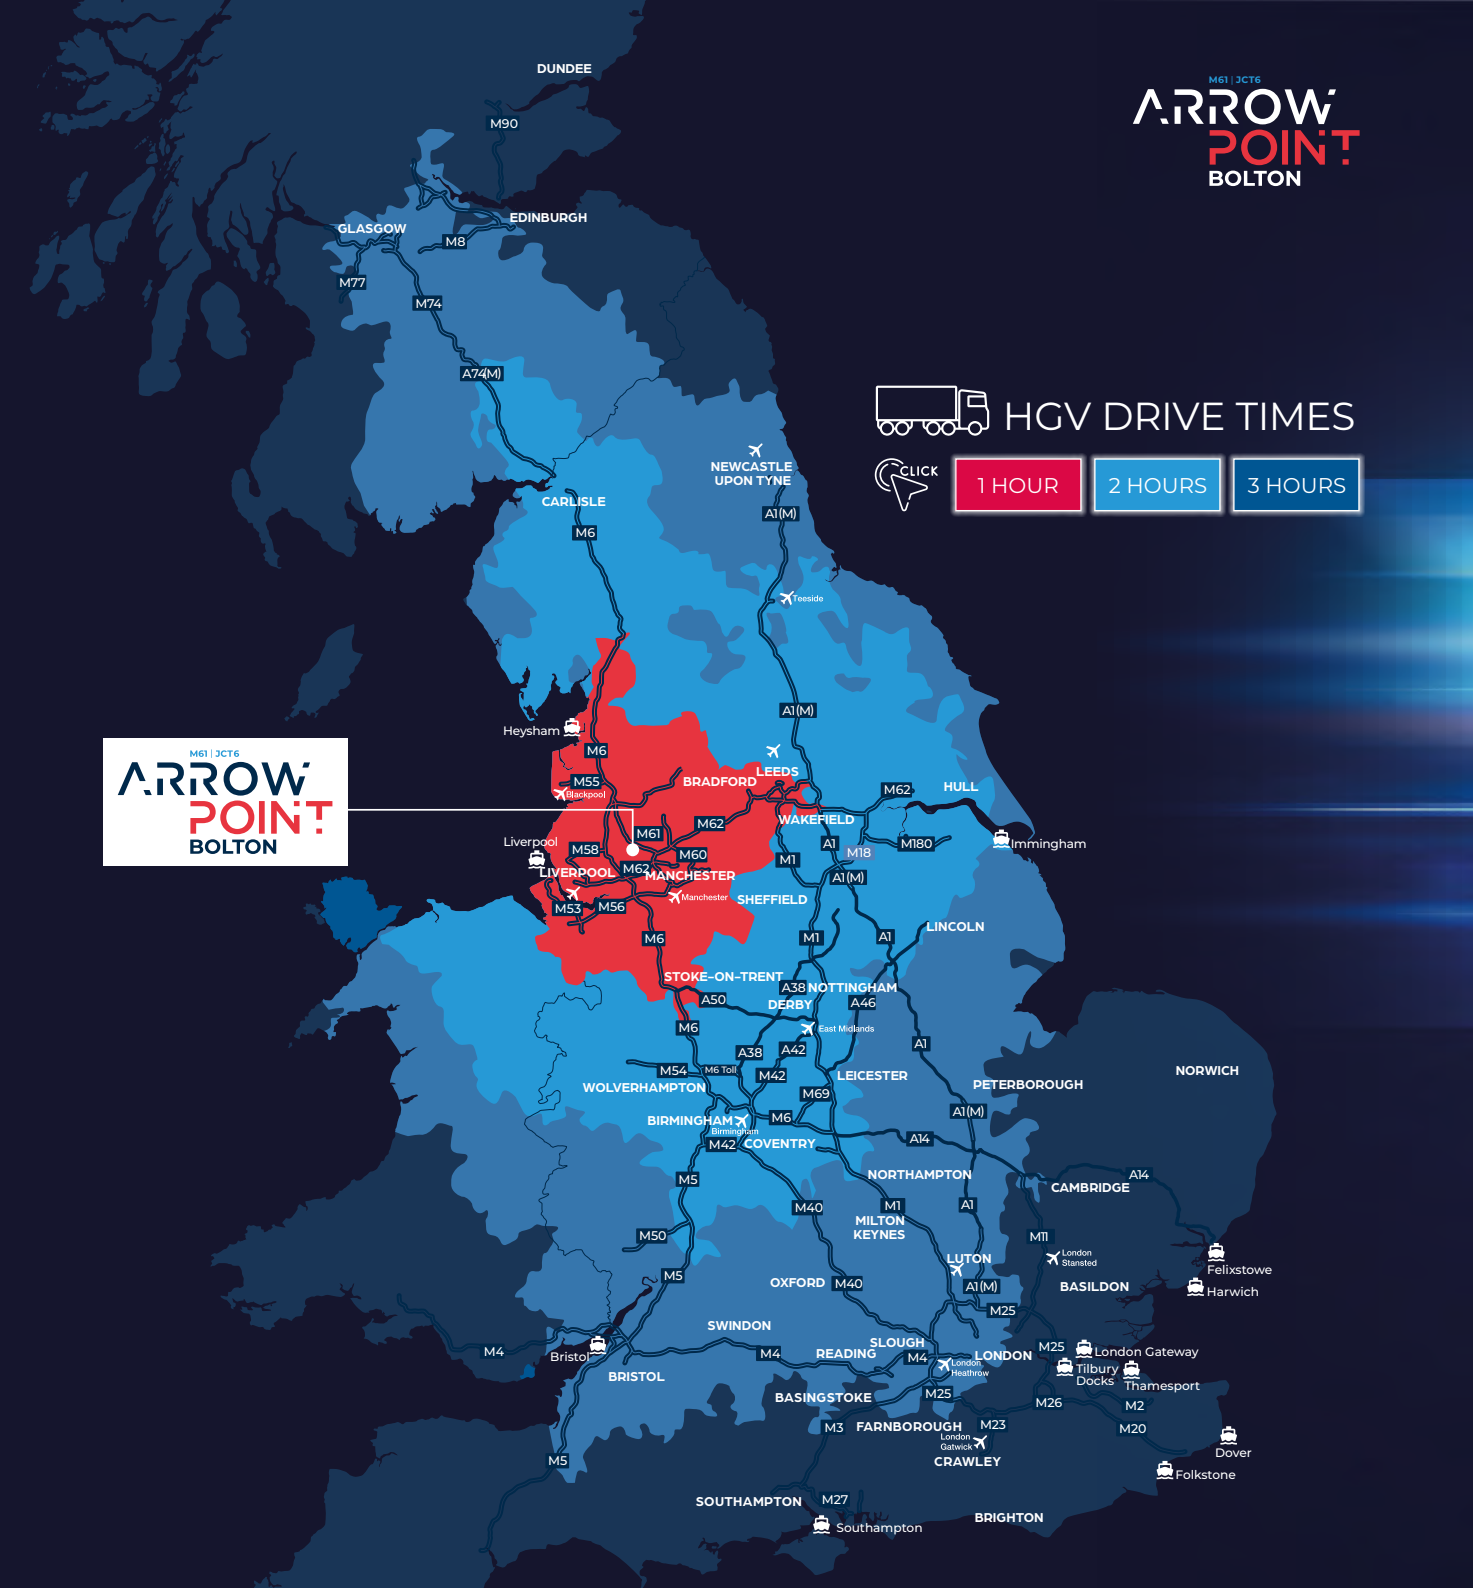 DUNDEE
M61 | JCT6
ARROW
POINT
BOLTON
M90
EDINBURGH
GLASGOW
M8
M77
M74
A74(M)
HGV DRIVE TIMES
CLICK
1 HOUR
2 HOURS
3 HOURS
NEWCASTLE
UPON TYNE
CARLISLE
A1(M)
M6
Teeside
A1(M)
Heysham
M6
M61 | JCT6
ARROW
POINT
BOLTON
LEEDS
BRADFORD
M55
Blackpool
M62
HULL
WAKEFIELD
M62
M61
Liverpool
M58
M60
M1
A1
M18
M180
Immingham
LIVERPOOL
M62
MANCHESTER
A1(M)
Manchester
SHEFFIELD
M53
M56
M6
M1
A1
LINCOLN
STOKE-ON-TRENT
A38
NOTTINGHAM
A50
DERBY
A46
M6
East Midlands
A38
A42
A1
M54
M6 Toll
M42
LEICESTER
NORWICH
WOLVERHAMPTON
M69
PETERBOROUGH
BIRMINGHAM
Birmingham
M6
A1(M)
M42
COVENTRY
A14
M5
NORTHAMPTON
A14
CAMBRIDGE
M40
M1
A1
MILTON
KEYNES
M50
M11
LUTON
London
Stansted
Felixstowe
M5
OXFORD
M40
A1(M)
BASILDON
Harwich
M25
SWINDON
M4
Bristol
M4
READING
SLOUGH
M4
LONDON
M25
London Gateway
London
Heathrow
Tilbury
Docks
Thamesport
BRISTOL
BASINGSTOKE
M25
M26
M2
M3
FARNBOROUGH
M23
M20
London
Gatwick
Dover
M5
CRAWLEY
Folkstone
SOUTHAMPTON
M27
Southampton
BRIGHTON